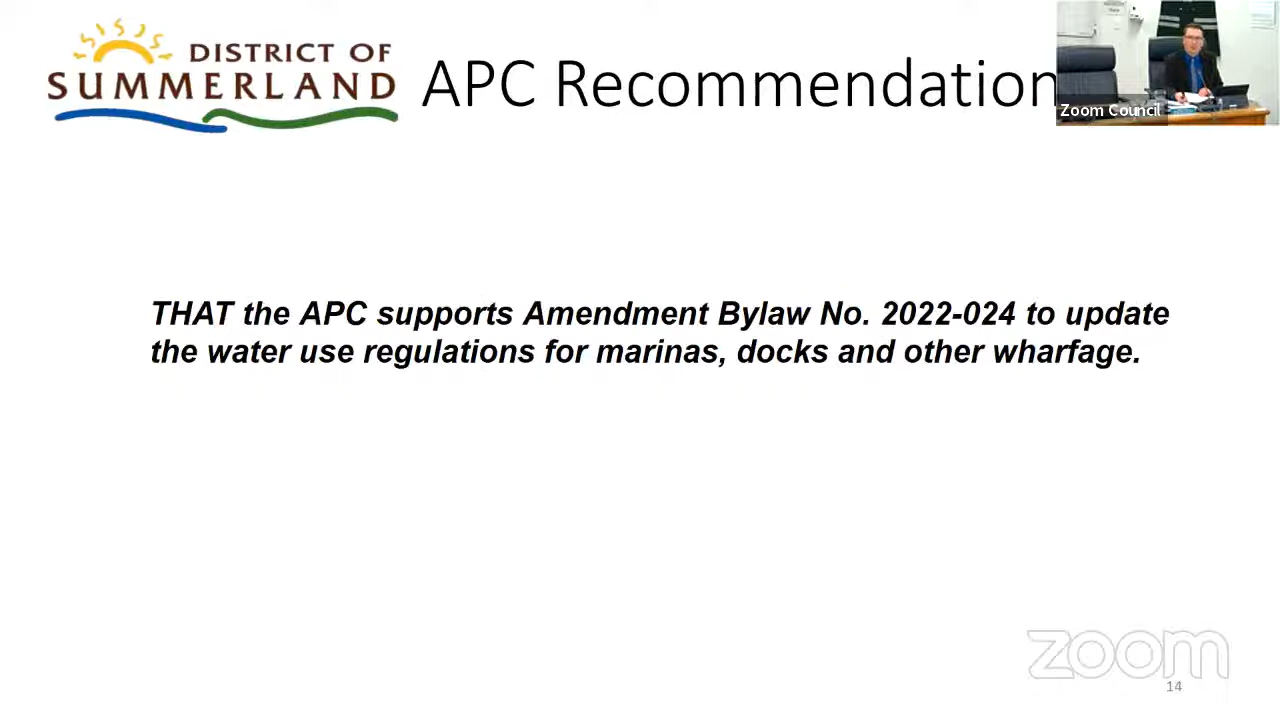 DISTRICT OF
SUMMERLAND
APC Recommendation
Zoom Council
THAT the APC supports Amendment Bylaw No. 2022-024 to update
the water use regulations for marinas, docks and other wharfage.
zoom
14